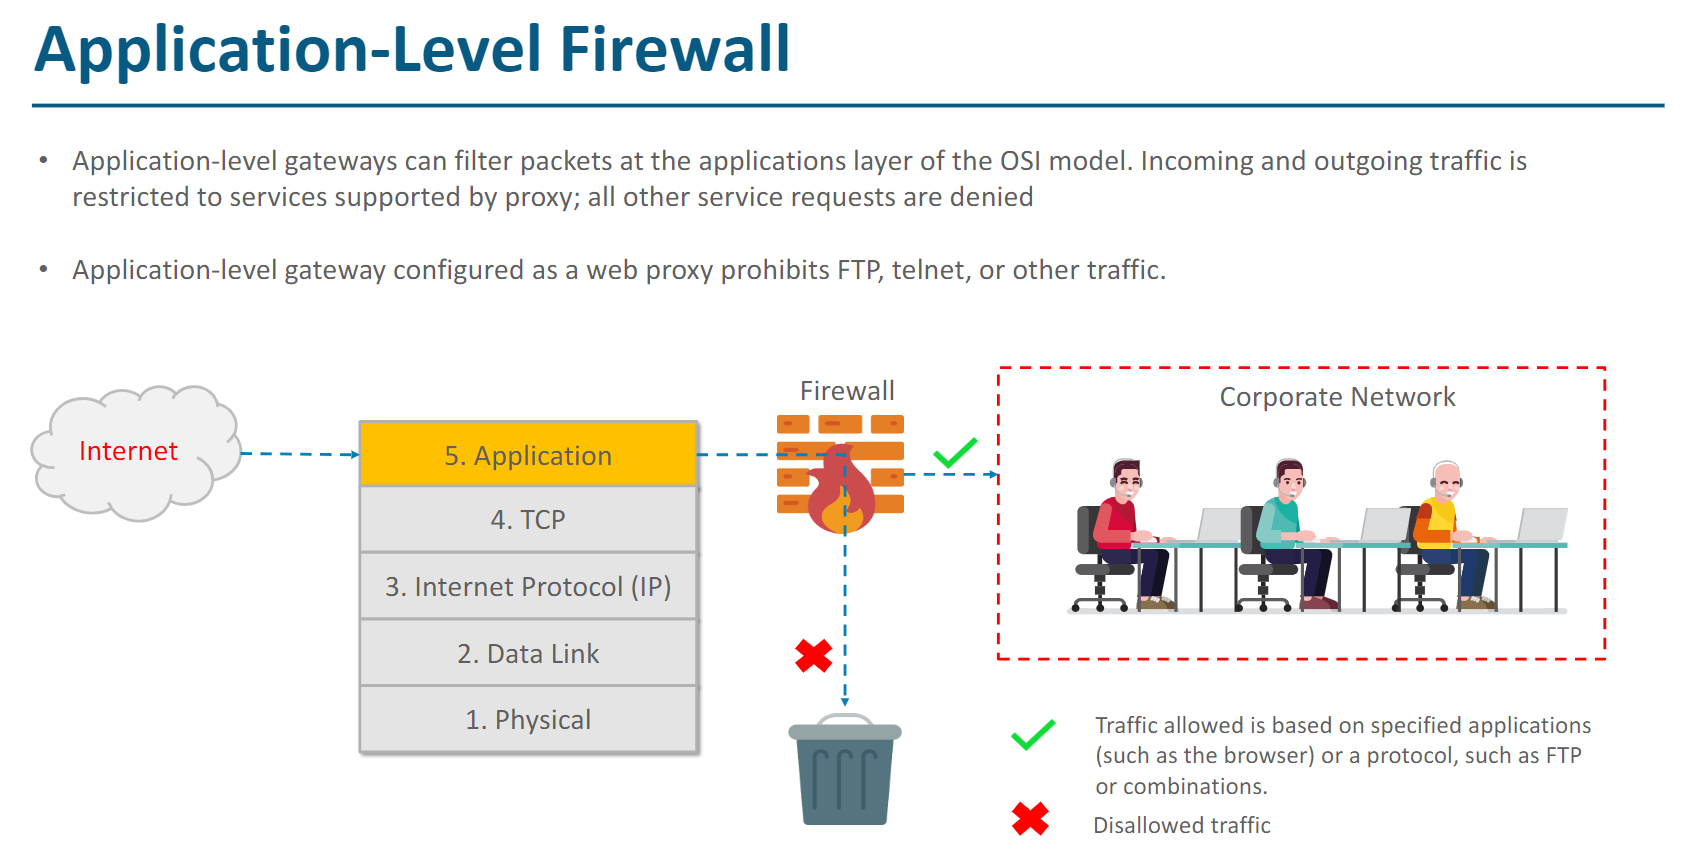 Application-Level Firewall
• Application-level gateways can filter packets at the applications layer of the OSI model. Incoming and outgoing traffic is
restricted to services supported by proxy; all other service requests are denied
• Application-level gateway configured as a web proxy prohibits FTP, telnet, or other traffic.
Internet
5. Application
4. TCP
3. Internet Protocol (IP)
2. Data Link
1. Physical
Firewall
Corporate Network
Traffic allowed is based on specified applications
(such as the browser) or a protocol, such as FTP
or combinations.
Disallowed traffic